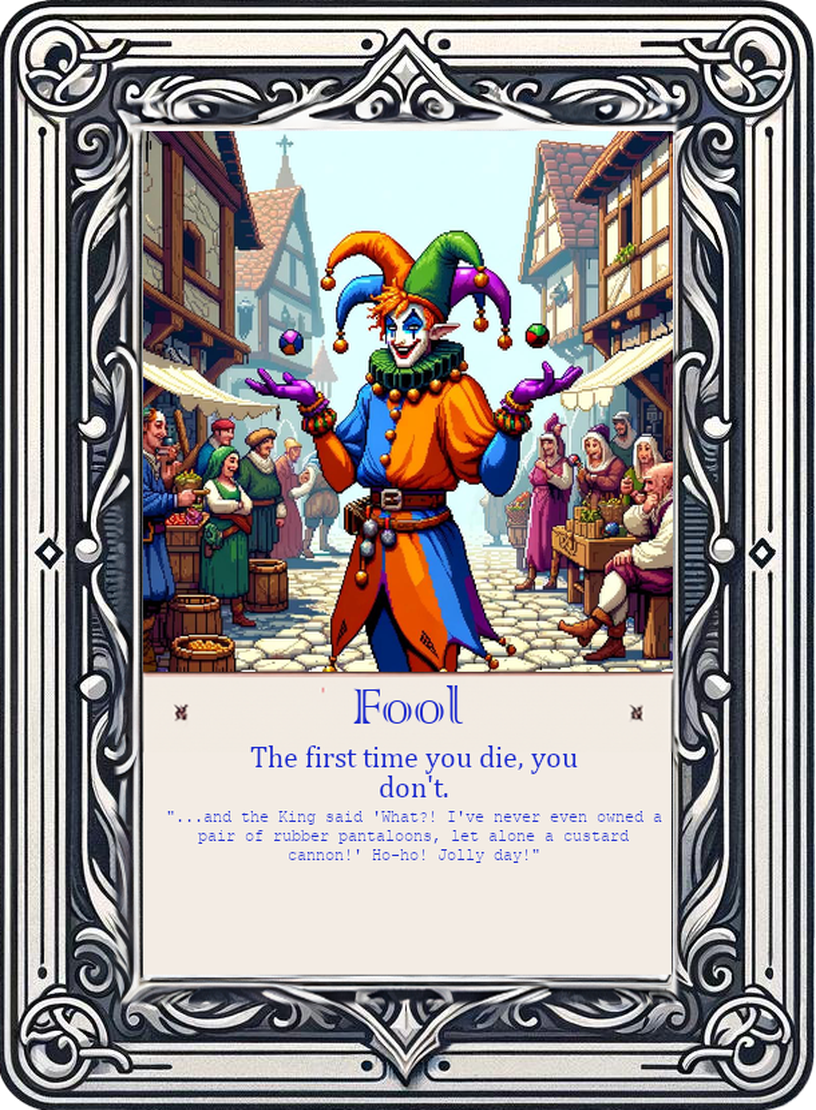 Fool
The first time you die, you
don't.
"...and the King said 'What?! I've never even owned a
pair of rubber pantaloons, let alone a custard
cannon!' Ho-ho! Jolly day!"